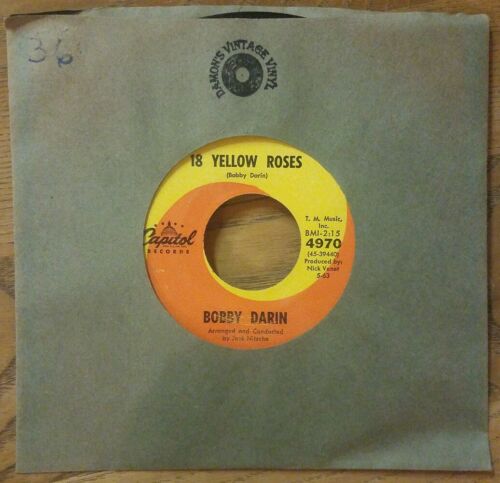 36
DAMON'S VINTAGE VINYL
18 YELLOW ROSES
(Bobby Darin)
Capitol
RECORDS
T. M. Music,
Inc.
BMI-2:15
4970
(45-39440)
Produced by:
Nick Venet
5-63
BOBBY DARIN
Arranged and Conducted
by Jack Nitzche